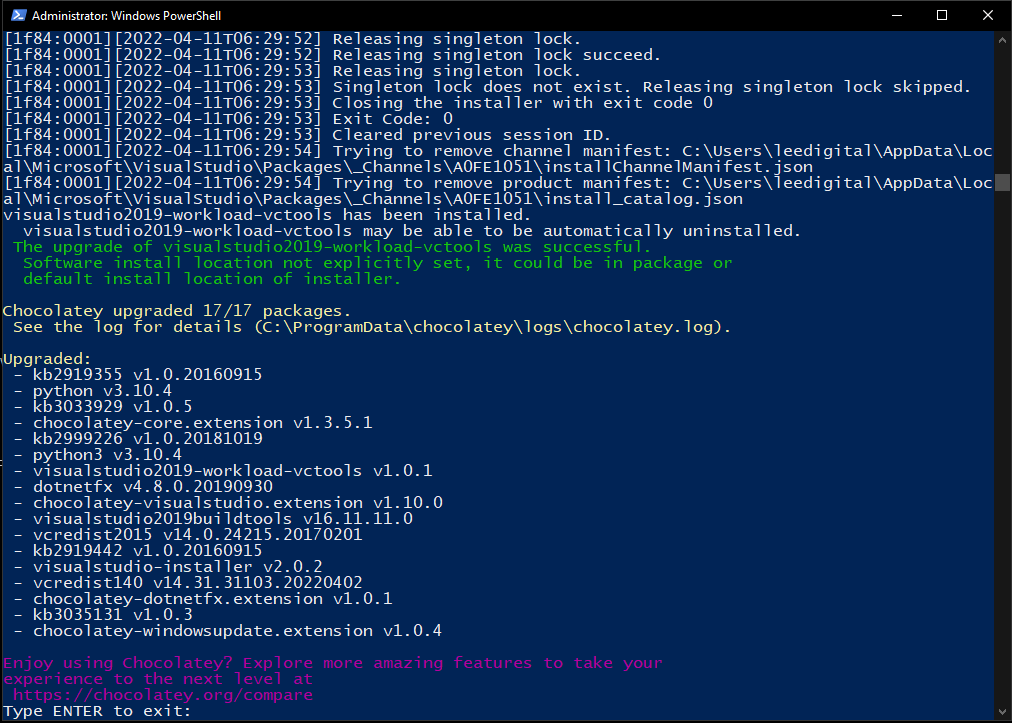 Administrator: Windows PowerShell
[1f84:0001][2022-04-11T06:29:52] Releasing singleton lock.
[1f84:0001][2022-04-11T06:29:52] Releasing singleton lock succeed.
[1f84:0001][2022-04-11T06:29:53] Releasing singleton lock.
[1f84:0001][2022-04-11T06:29:53] Singleton lock does not exist. Releasing singleton lock skipped.
[1f84:0001][2022-04-11T06:29:53] Closing the installer with exit code 0
[1f84:0001][2022-04-11T06:29:53] Exit Code: 0
[1f84:0001][2022-04-11T06:29:53] Cleared previous session ID.
[1f84:0001][2022-04-11T06:29:54] Trying to remove channel manifest: C:\Users\leedigital\AppData\Loc
al\Microsoft\VisualStudio\Packages\_Channels\A0FE1051\installChannelManifest.json
[1f84:0001][2022-04-11T06:29:54] Trying to remove product manifest: C:\Users\leedigital\AppData\Loc
al\Microsoft\VisualStudio\Packages\_Channels\A0FE1051\install_catalog.json
visualstudio2019-workload-vctools has been installed.
  visualstudio2019-workload-vctools may be able to be automatically uninstalled.
 The upgrade of visualstudio2019-workload-vctools was successful.
  Software install location not explicitly set, it could be in package or
  default install location of installer.
Chocolatey upgraded 17/17 packages.
 See the log for details (C:\ProgramData\chocolatey\logs\chocolatey.log).
Upgraded:
 - kb2919355 v1.0.20160915
 - python v3.10.4
 - kb3033929 v1.0.5
 - chocolatey-core.extension v1.3.5.1
 - kb2999226 v1.0.20181019
 - python3 v3.10.4
 - visualstudio2019-workload-vctools v1.0.1
 - dotnetfx v4.8.0.20190930
 - chocolatey-visualstudio.extension v1.10.0
 - visualstudio2019buildtools v16.11.11.0
 - vcredist2015 v14.0.24215.20170201
 - kb2919442 v1.0.20160915
 - visualstudio-installer v2.0.2
 - vcredist140 v14.31.31103.20220402
 - chocolatey-dotnetfx.extension v1.0.1
 - kb3035131 v1.0.3
 - chocolatey-windowsupdate.extension v1.0.4
Enjoy using Chocolatey? Explore more amazing features to take your
experience to the next level at
 https://chocolatey.org/compare
Type ENTER to exit: